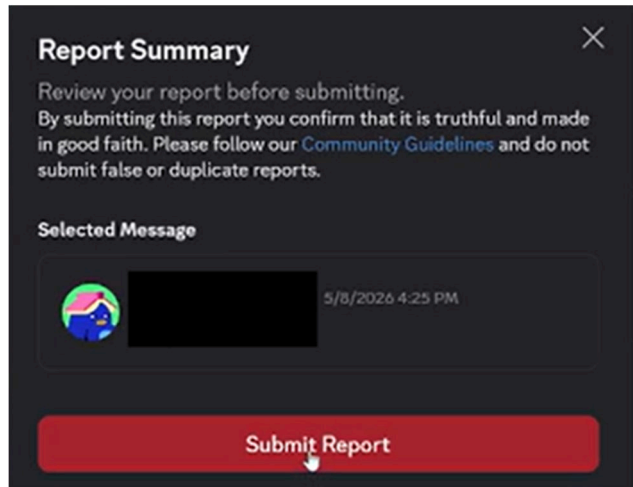 Report Summary
Review your report before submitting.
By submitting this report you confirm that it is truthful and made
in good faith. Please follow our Community Guidelines and do not
submit false or duplicate reports.
Selected Message
5/8/2026 4:25 PM
Submit Report